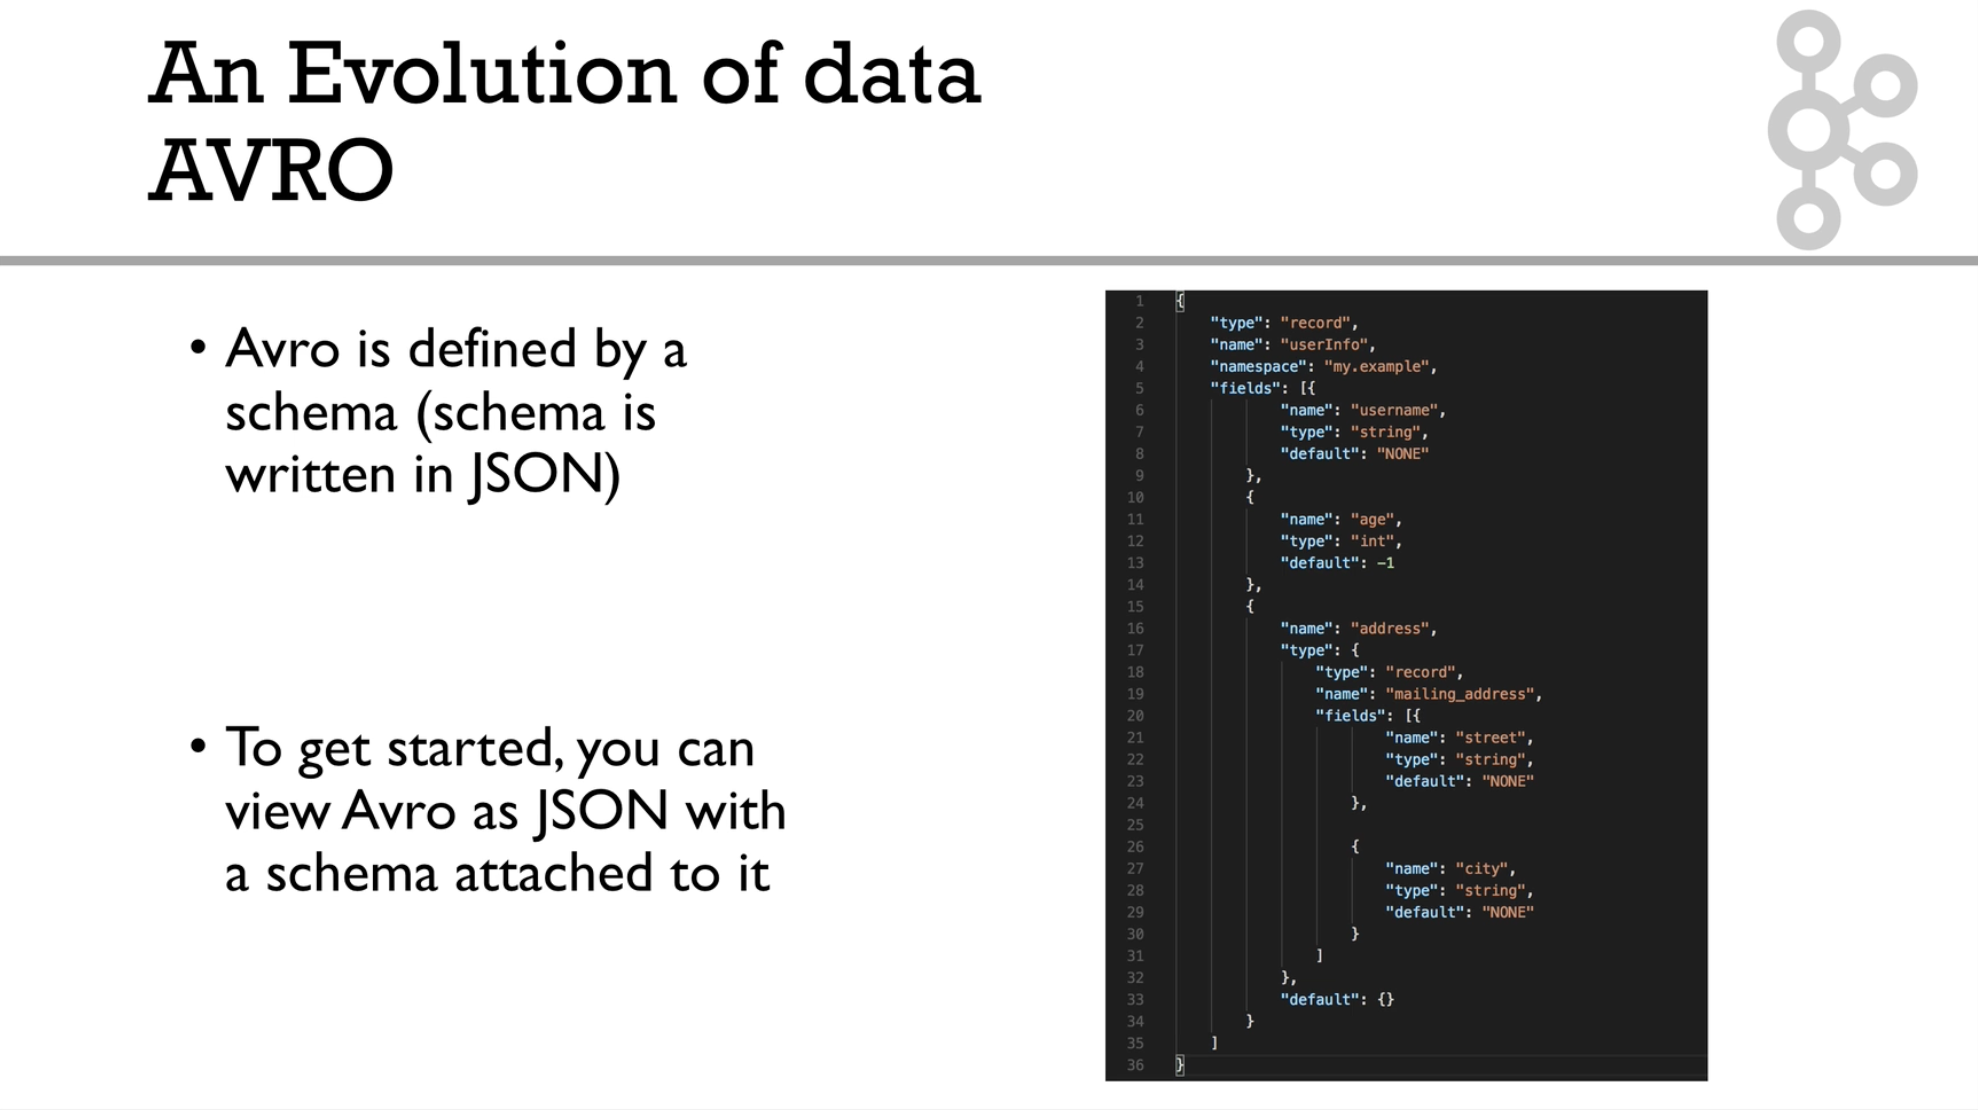 An Evolution of data
AVRO
• Avro is defined by a
schema (schema is
written in JSON)
• To get started, you can
view Avro as JSON with
a schema attached to it
1 {
2 "type": "record",
3 "name": "userInfo",
4 "namespace": "my.example",
5 "fields": [{
6 "name": "username",
7 "type": "string",
8 "default": "NONE"
9 },
10 {
11 "name": "age",
12 "type": "int",
13 "default": -1
14 },
15 {
16 "name": "address",
17 "type": {
18 "type": "record",
19 "name": "mailing_address",
20 "fields": [{
21 "name": "street",
22 "type": "string",
23 "default": "NONE"
24 },
25
26 {
27 "name": "city",
28 "type": "string",
29 "default": "NONE"
30 }
31 ]
32 },
33 "default": {}
34 }
35 ]
36 }